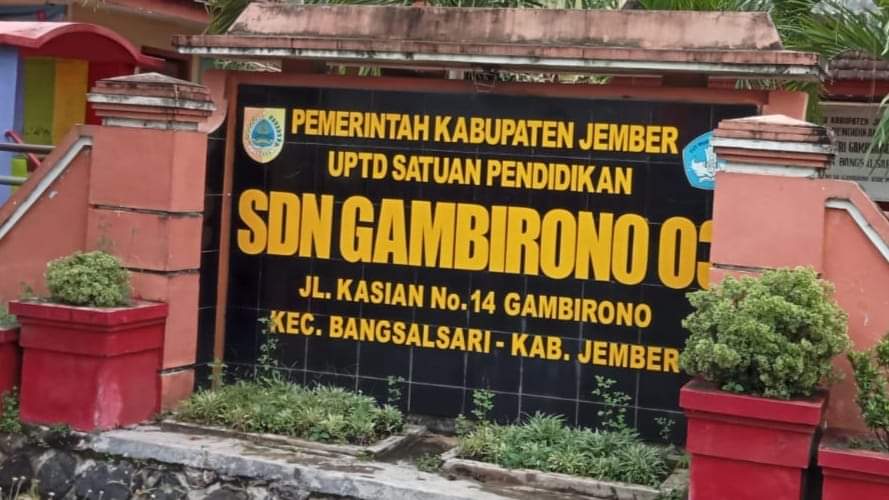 PEMERINTAH KABUPATEN JEMBER
UPTD SATUAN PENDIDIKAN
SDN GAMBIRONO 03
JL. KASIAN No.14 GAMBIRONO
KEC. BANGSALSARI - KAB. JEMBER